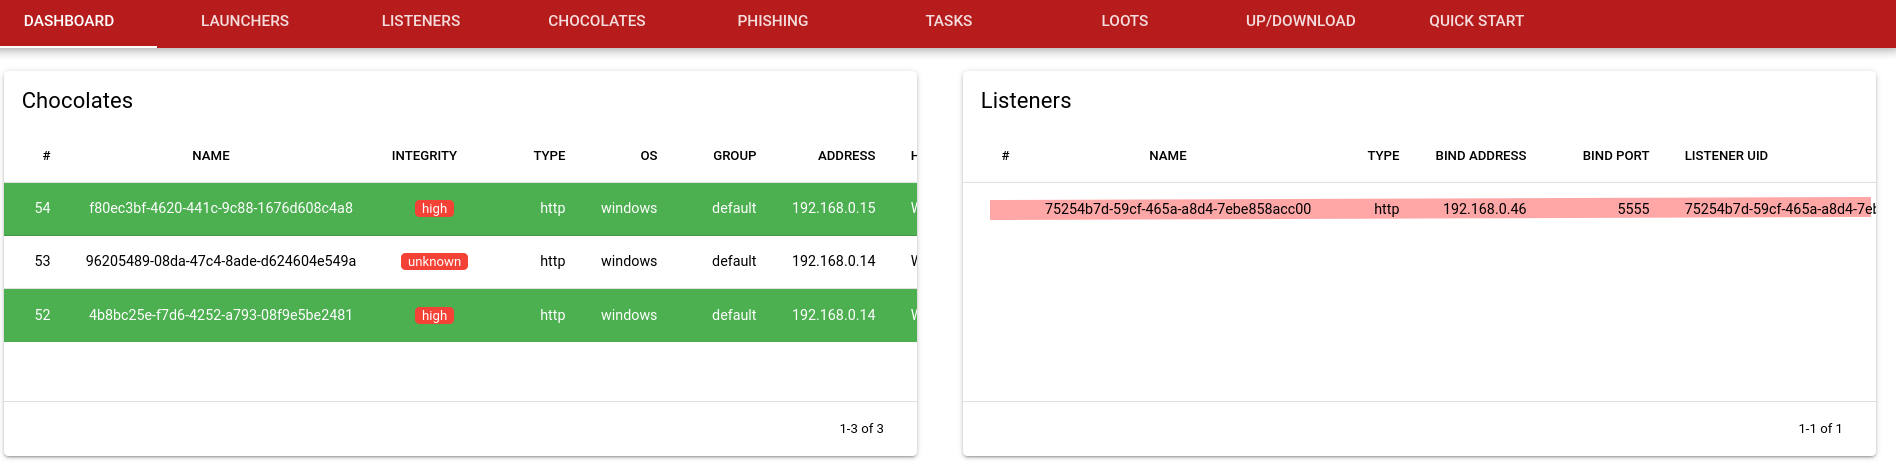 DASHBOARD LAUNCHERS LISTENERS CHOCOLATES PHISHING TASKS LOOTS UP/DOWNLOAD QUICK START
Chocolates
# NAME INTEGRITY TYPE OS GROUP ADDRESS
54 f80ec3bf-4620-441c-9c88-1676d608c4a8 high http windows default 192.168.0.15
53 96205489-08da-47c4-8ade-d624604e549a unknown http windows default 192.168.0.14
52 4b8bc25e-f7d6-4252-a793-08f9e5be2481 high http windows default 192.168.0.14
1-3 of 3
Listeners
# NAME TYPE BIND ADDRESS BIND PORT LISTENER UID
75254b7d-59cf-465a-a8d4-7ebe858acc00 http 192.168.0.46 5555 75254b7d-59cf-465a-a8d4-7eb
1-1 of 1